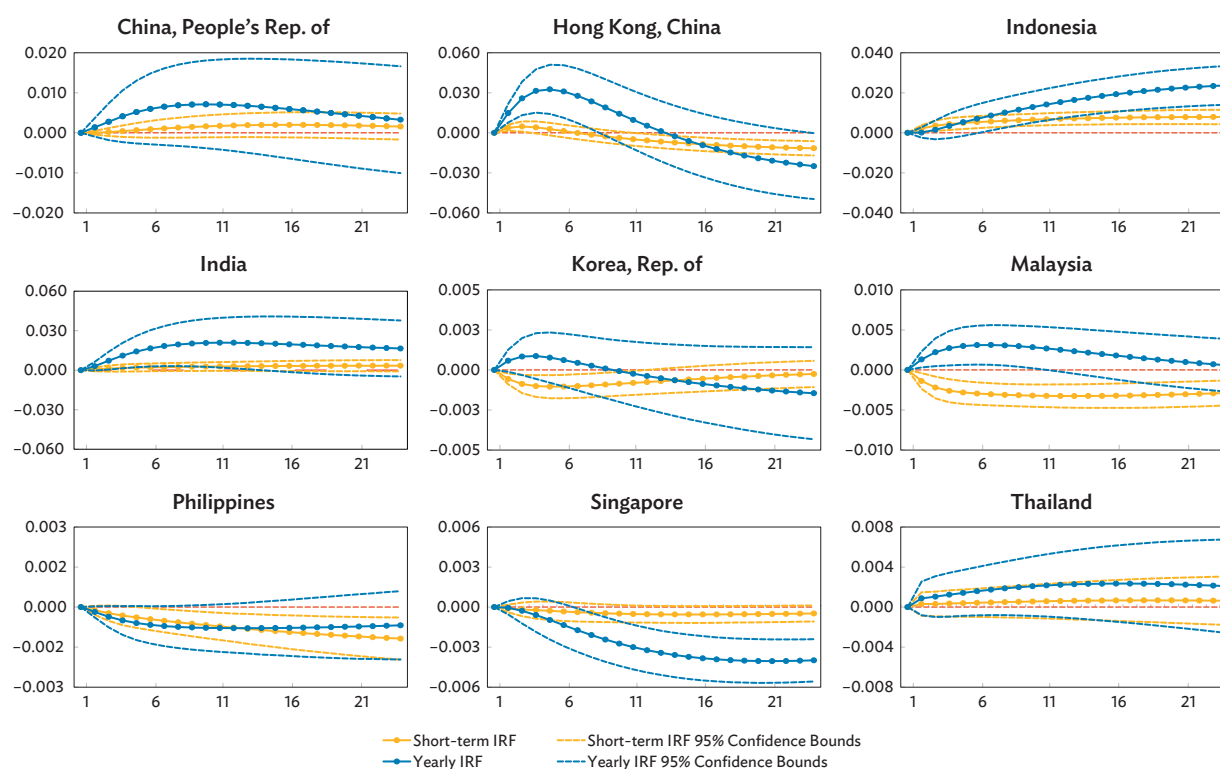 China, People's Rep. of
0.020
0.010
0.000
−0.010
−0.020
1 6 11 16 21
Hong Kong, China
0.060
0.030
0.000
−0.030
−0.060
1 6 11 16 21
Indonesia
0.040
0.020
0.000
−0.020
−0.040
1 6 11 16 21
India
0.060
0.030
0.000
−0.030
−0.060
1 6 11 16 21
Korea, Rep. of
0.005
0.003
0.000
−0.003
−0.005
1 6 11 16 21
Malaysia
0.010
0.005
0.000
−0.005
−0.010
1 6 11 16 21
Philippines
0.003
0.002
0.000
−0.002
−0.003
1 6 11 16 21
Singapore
0.006
0.003
0.000
−0.003
−0.006
1 6 11 16 21
Thailand
0.008
0.004
0.000
−0.004
−0.008
1 6 11 16 21
Short-term IRF Short-term IRF 95% Confidence Bounds
Yearly IRF Yearly IRF 95% Confidence Bounds